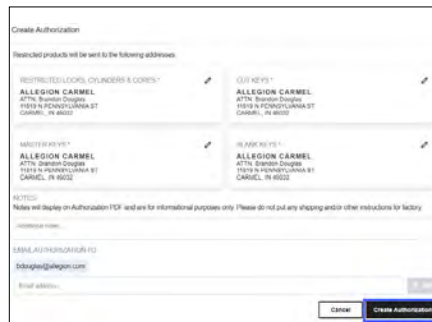 Create Authorization
Restricted products will be sent to the following addresses
RESTRICTED LOCKS, CYLINDERS & CORES *
ALLEGION CARMEL
ATTN: Brandon Douglas
11819 N PENNSYLVANIA ST
CARMEL, IN 46032
CUT KEYS *
ALLEGION CARMEL
ATTN: Brandon Douglas
11819 N PENNSYLVANIA ST
CARMEL, IN 46032
MASTER KEYS *
ALLEGION CARMEL
ATTN: Brandon Douglas
11819 N PENNSYLVANIA ST
CARMEL, IN 46032
BLANK KEYS *
ALLEGION CARMEL
ATTN: Brandon Douglas
11819 N PENNSYLVANIA ST
CARMEL, IN 46032
NOTES:
Notes will display on Authorization PDF and are for informational purposes only. Please do not put any shipping and/or other instructions for factory.
Additional notes...
EMAIL AUTHORIZATION TO:
bdouglas@allegion.com
Email address...
Cancel
Create Authorization